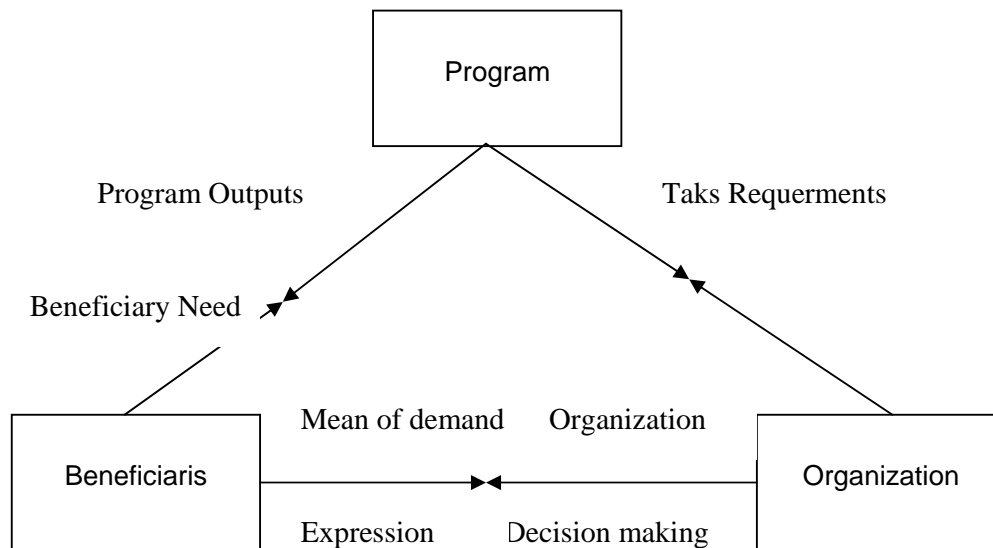 Program
Program Outputs
Taks Requerments
Beneficiary Need
Mean of demand
Organization
Beneficiaris
Organization
Expression
Decision making